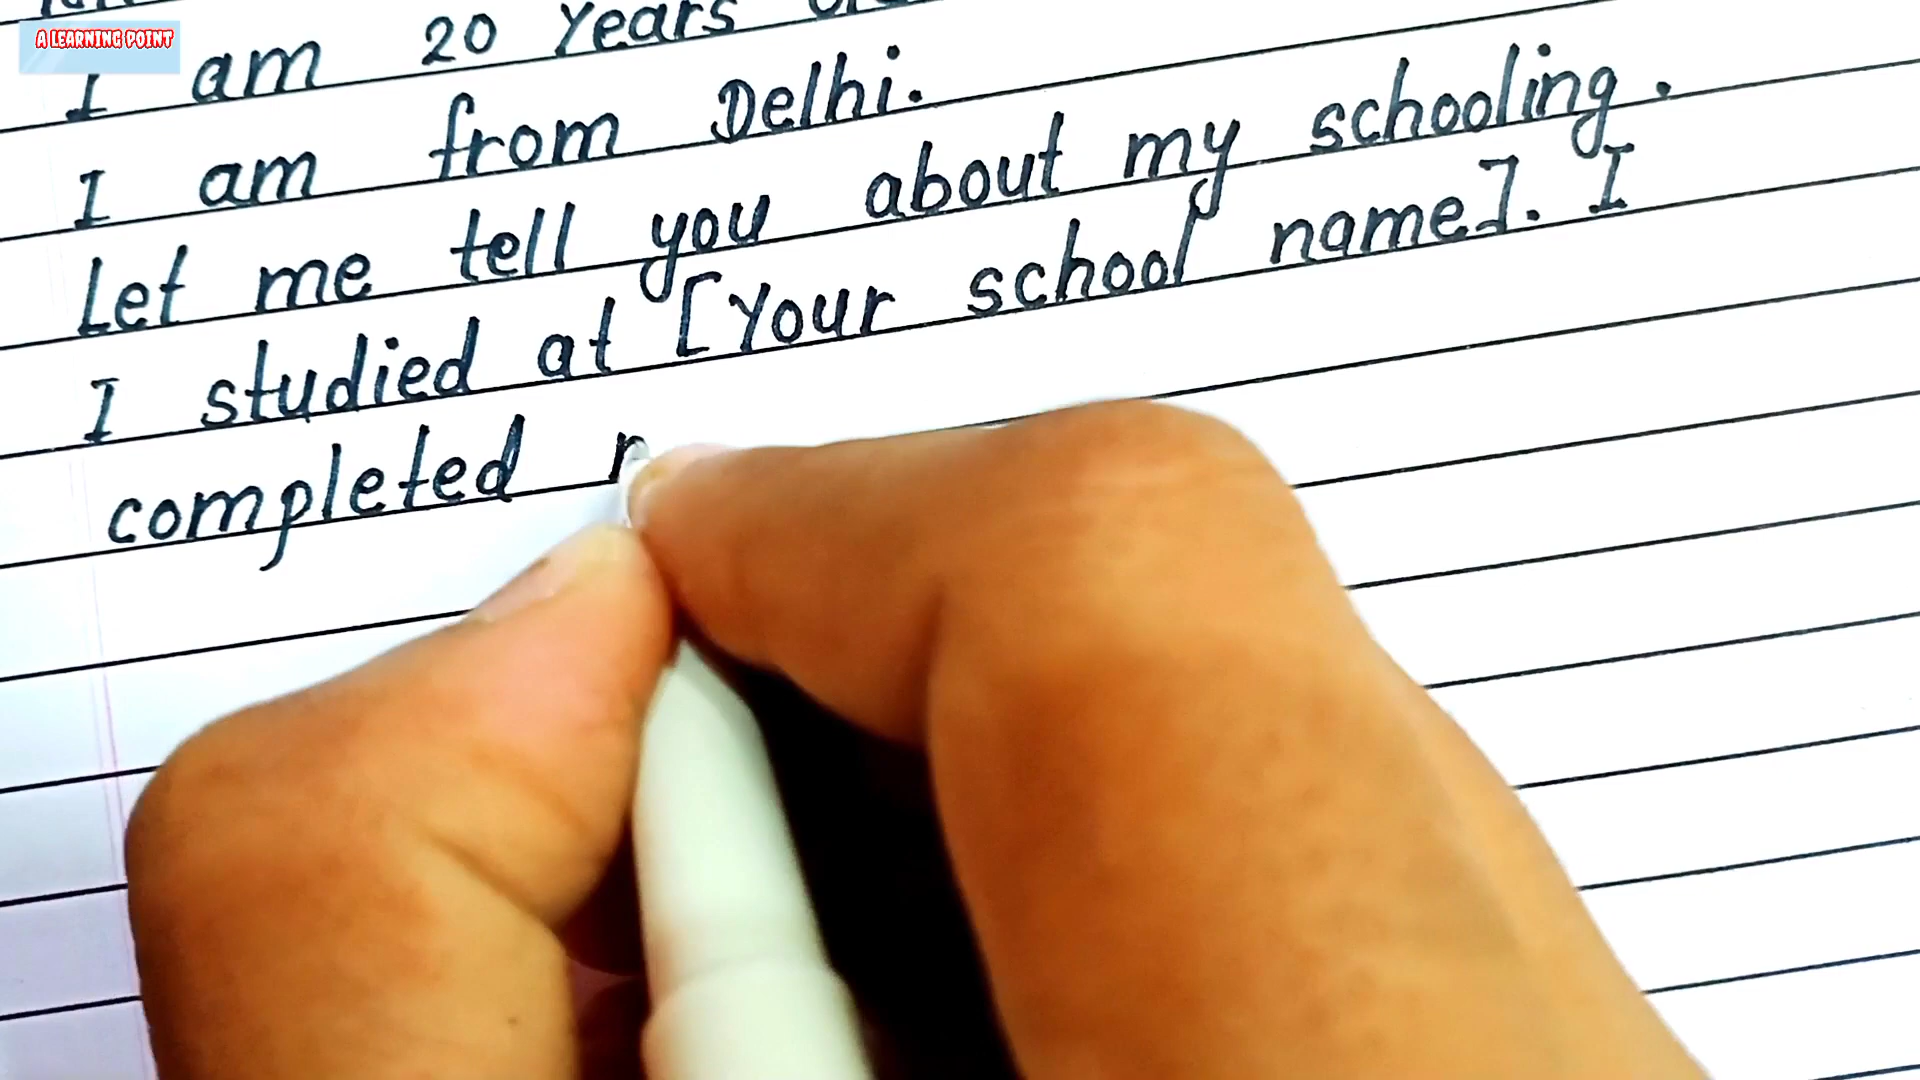 A LEARNING POINT
I am 20 Years
I am from Delhi.
Let me tell you about my schooling.
I studied at [Your school name]. I
completed